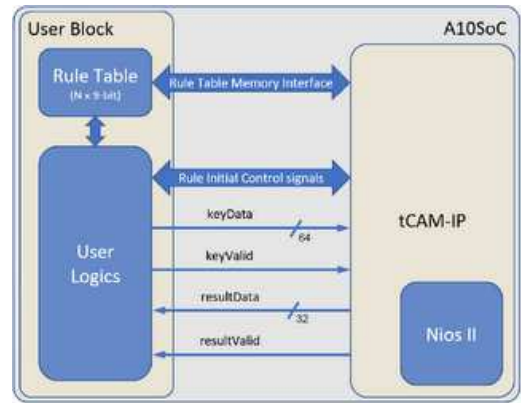 User Block
A10SoC
Rule Table
(N x 9-bit)
Rule Table Memory Interface
Rule Initial Control signals
keyData
64
keyValid
User
Logics
tCAM-IP
resultData
32
resultValid
Nios II